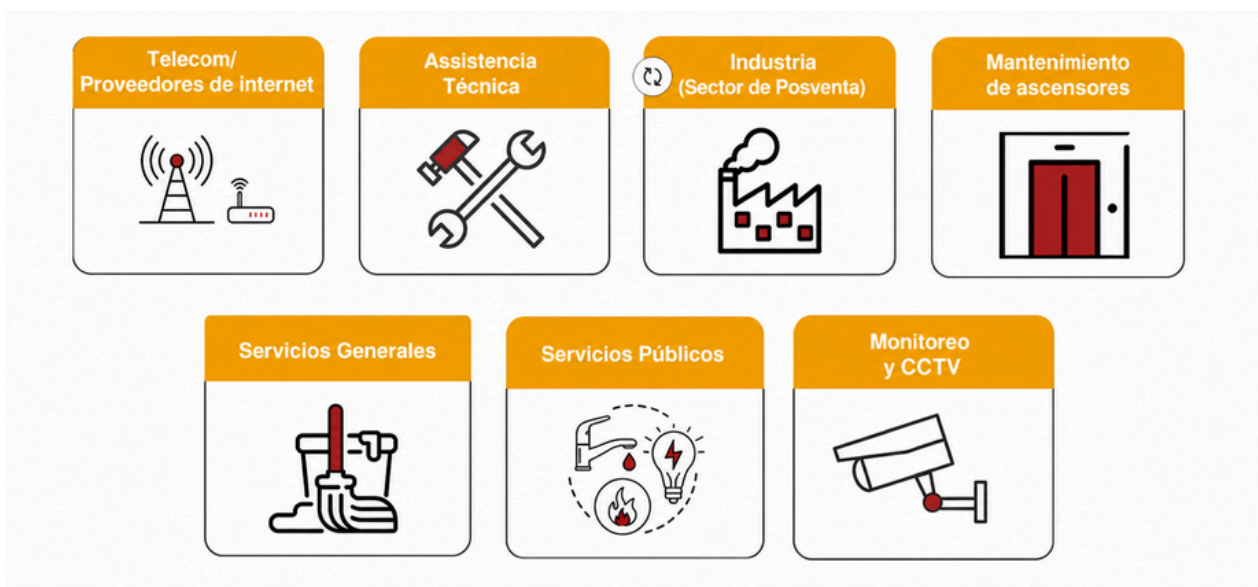 Telecom/
Proveedores de internet
Assistencia
Técnica
Industria
(Sector de Posventa)
Mantenimiento
de ascensores
Servicios Generales
Servicios Públicos
Monitoreo
y CCTV